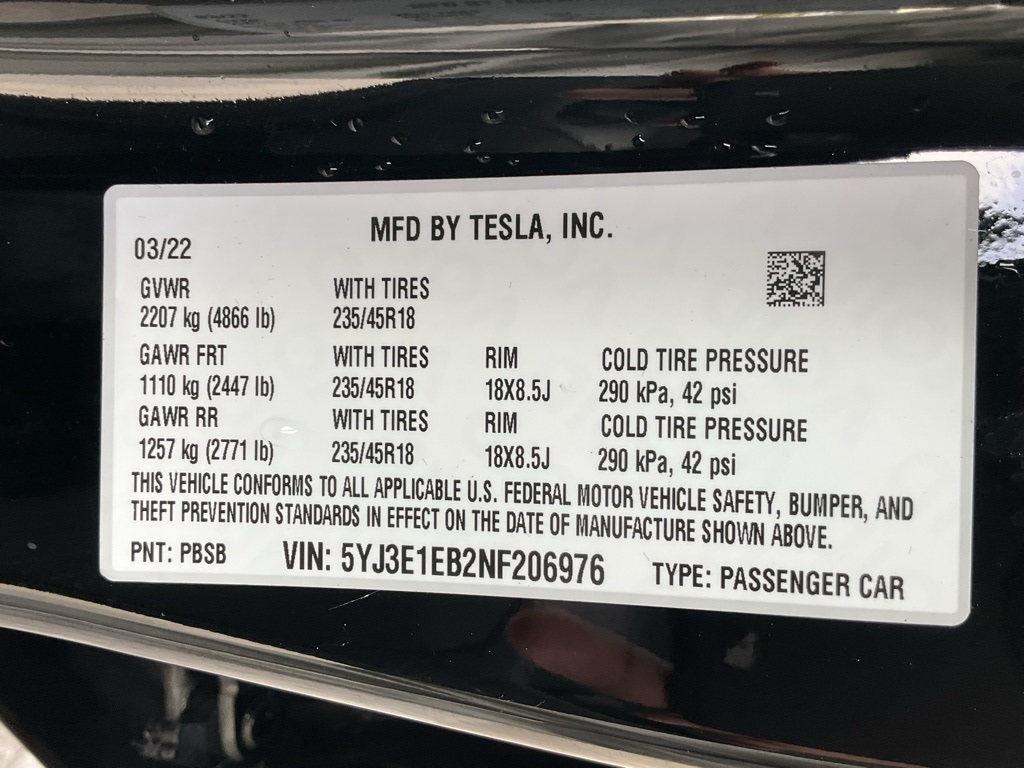 MFD BY TESLA, INC.
03/22
GVWR WITH TIRES
2207 kg (4866 lb) 235/45R18
GAWR FRT WITH TIRES RIM COLD TIRE PRESSURE
1110 kg (2447 lb) 235/45R18 18X8.5J 290 kPa, 42 psi
GAWR RR WITH TIRES RIM COLD TIRE PRESSURE
1257 kg (2771 lb) 235/45R18 18X8.5J 290 kPa, 42 psi
THIS VEHICLE CONFORMS TO ALL APPLICABLE U.S. FEDERAL MOTOR VEHICLE SAFETY, BUMPER, AND
THEFT PREVENTION STANDARDS IN EFFECT ON THE DATE OF MANUFACTURE SHOWN ABOVE.
PNT: PBSB VIN: 5YJ3E1EB2NF206976 TYPE: PASSENGER CAR